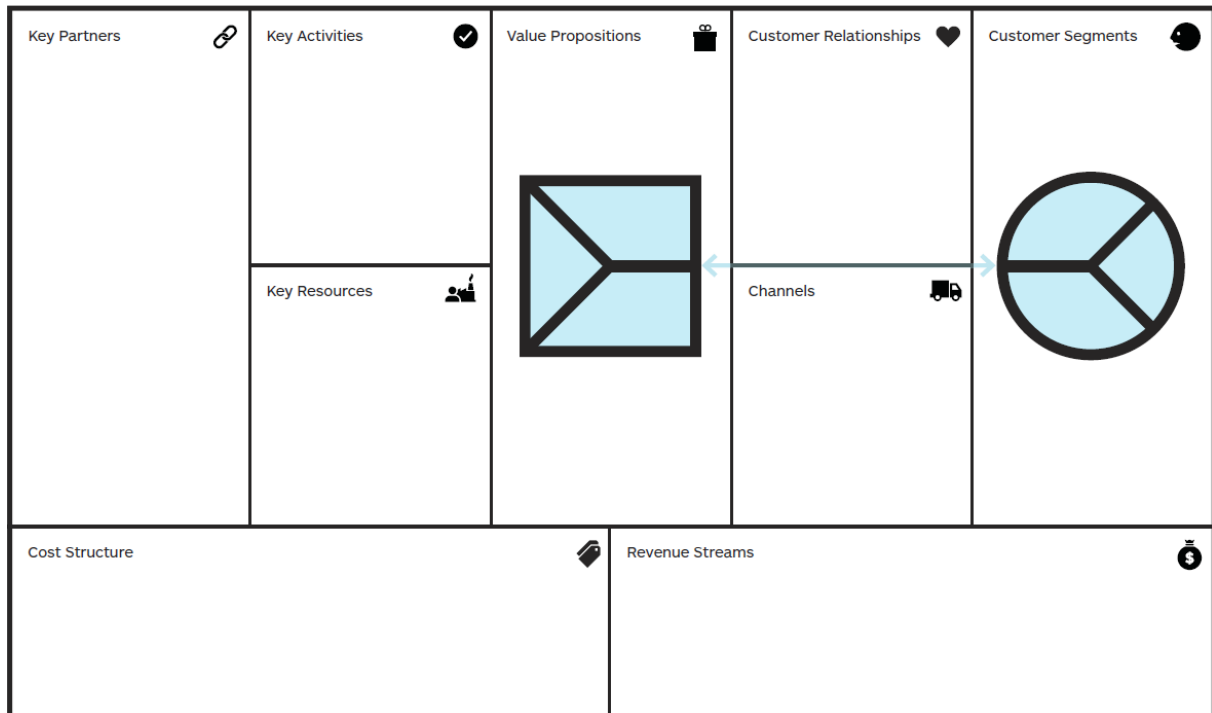 Key Partners
Key Activities
Value Propositions
Customer Relationships
Customer Segments
Key Resources
Channels
Cost Structure
Revenue Streams
$